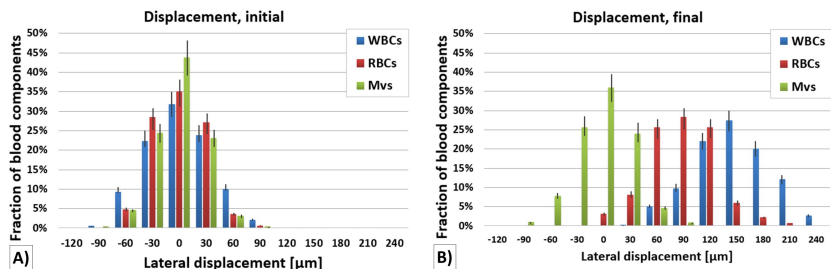 Displacement, initial
Fraction of blood components
50%
45%
40%
35%
30%
25%
20%
15%
10%
5%
0%
WBCs
RBCs
Mvs
-120 -90 -60 -30 0 30 60 90 120 150 180 210 240
Lateral displacement [µm]
A)
Displacement, final
Fraction of blood components
50%
45%
40%
35%
30%
25%
20%
15%
10%
5%
0%
WBCs
RBCs
Mvs
-120 -90 -60 -30 0 30 60 90 120 150 180 210 240
Lateral displacement [µm]
B)